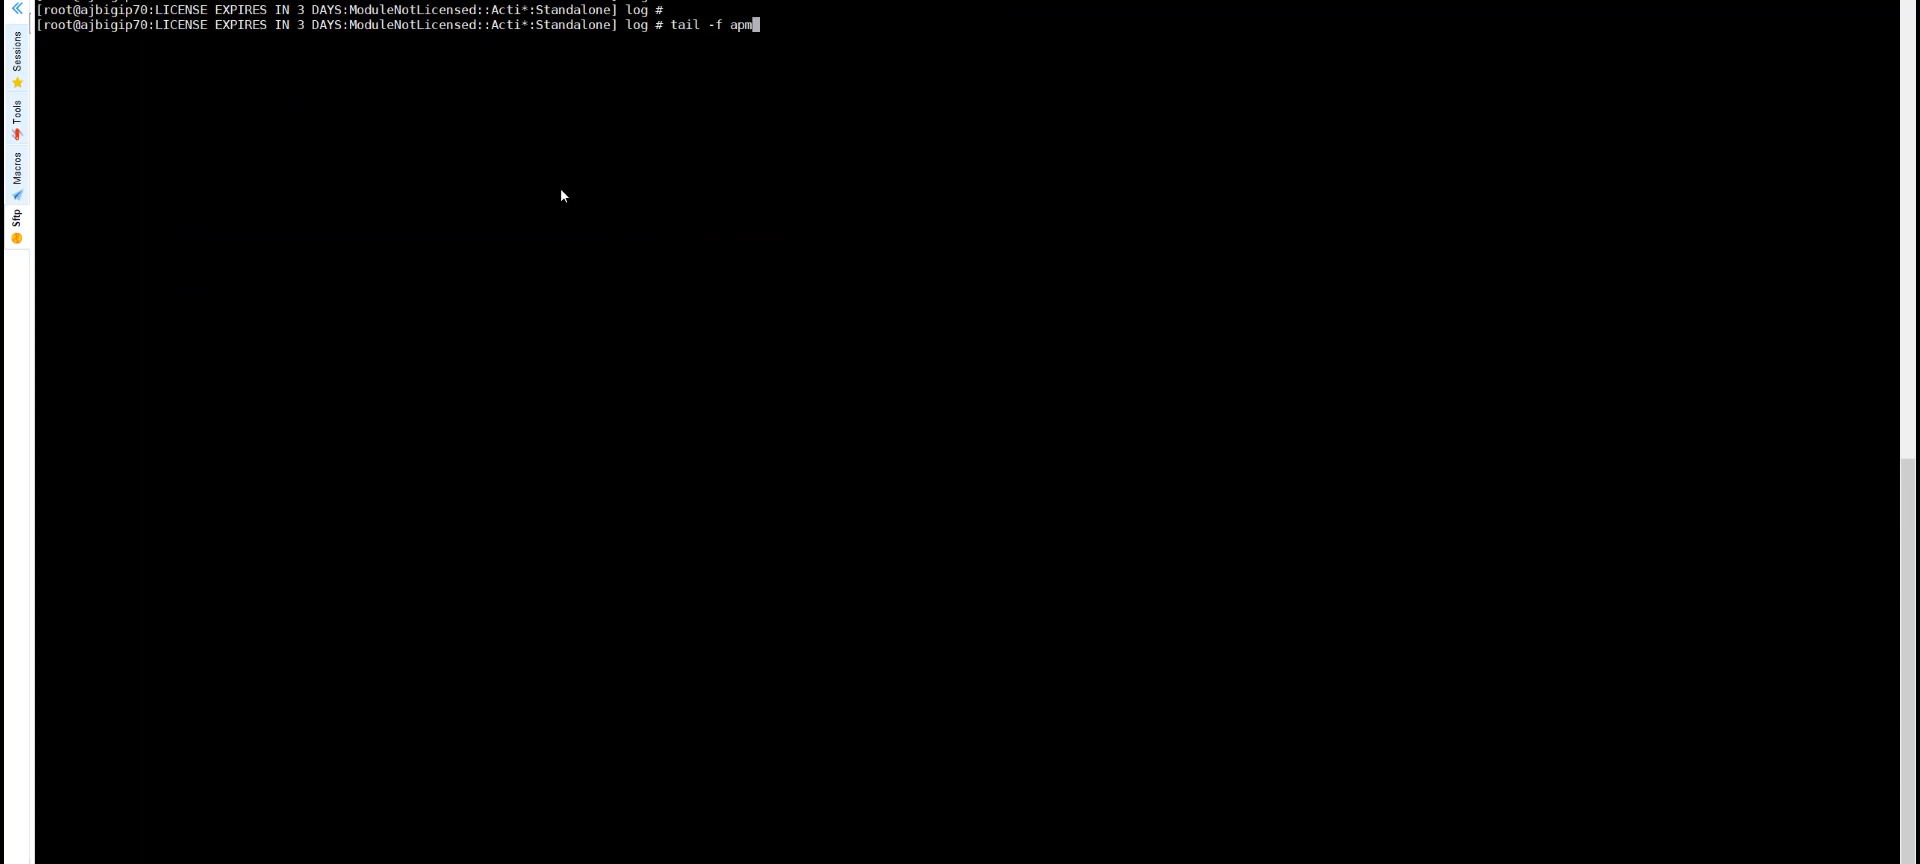 [root@ajbigip70:LICENSE EXPIRES IN 3 DAYS:ModuleNotLicensed::Acti*:Standalone] log #
[root@ajbigip70:LICENSE EXPIRES IN 3 DAYS:ModuleNotLicensed::Acti*:Standalone] log # tail -f apm
Sessions
Tools
Macros
Sftp